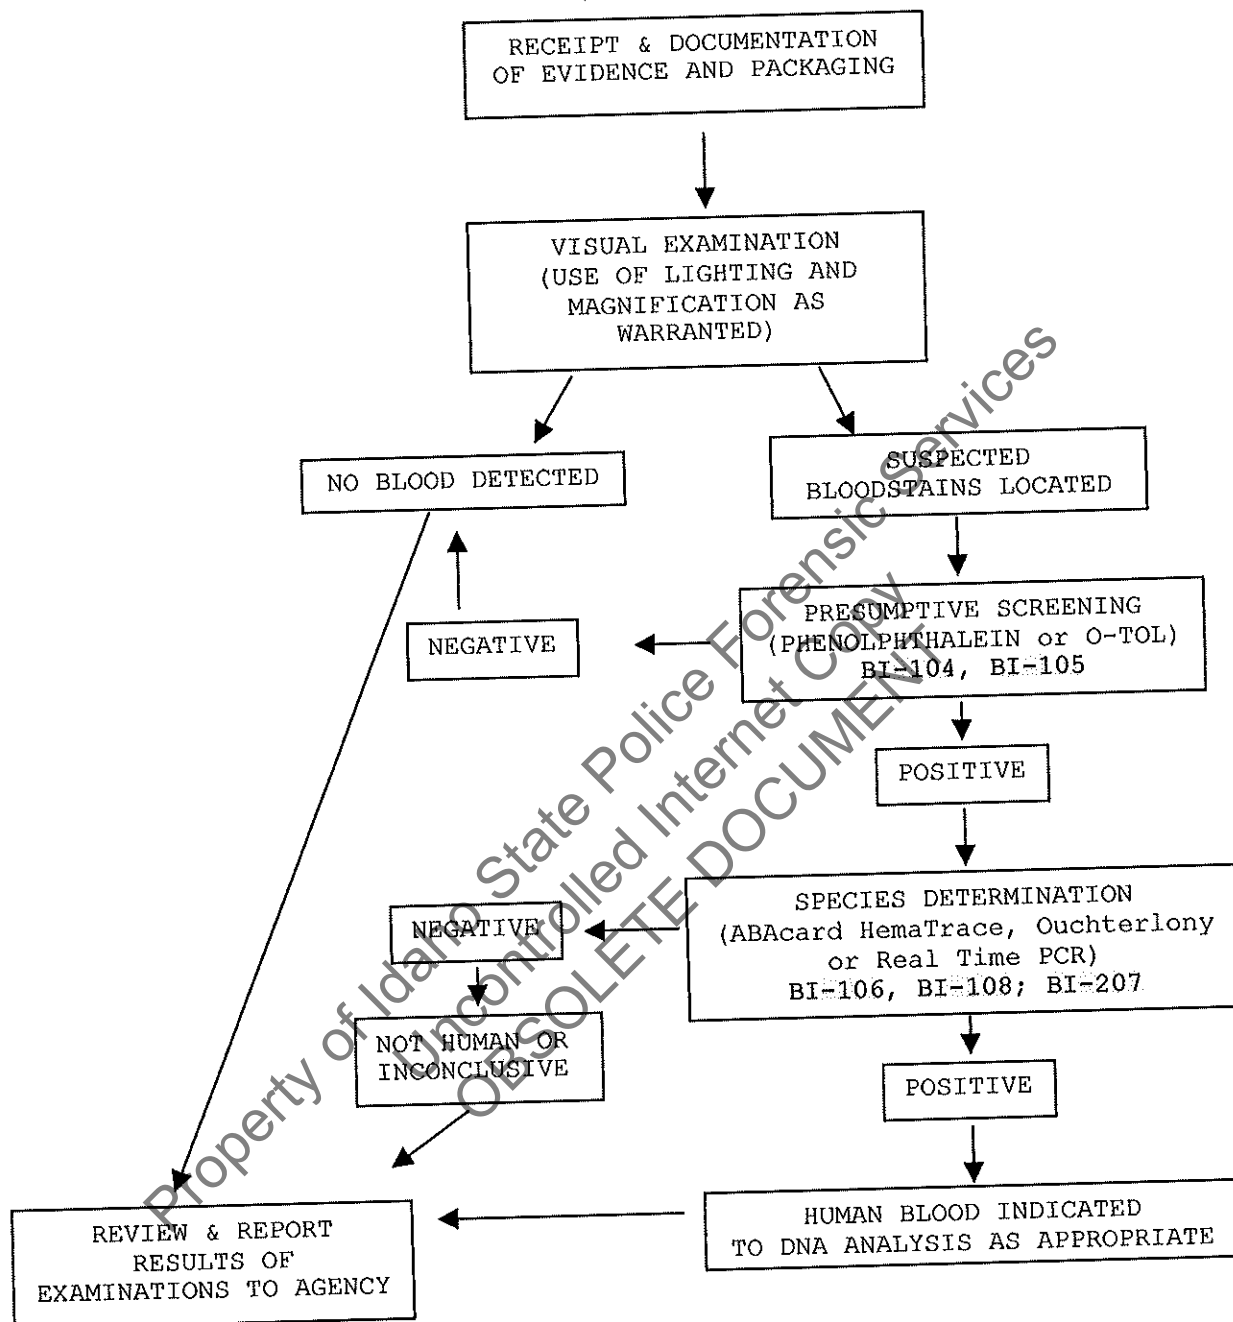 RECEIPT & DOCUMENTATION
OF EVIDENCE AND PACKAGING
VISUAL EXAMINATION
(USE OF LIGHTING AND
MAGNIFICATION AS
WARRANTED)
NO BLOOD DETECTED
SUSPECTED
BLOODSTAINS LOCATED
NEGATIVE
PRESUMPTIVE SCREENING
(PHENOLPHTHALEIN or O-TOL)
BI-104, BI-105
POSITIVE
NEGATIVE
SPECIES DETERMINATION
(ABAcard HemaTrace, Ouchterlony
or Real Time PCR)
BI-106, BI-108; BI-207
NOT HUMAN OR
INCONCLUSIVE
POSITIVE
REVIEW & REPORT
RESULTS OF
EXAMINATIONS TO AGENCY
HUMAN BLOOD INDICATED
TO DNA ANALYSIS AS APPROPRIATE
Property of Idaho State Police Forensic Services
Uncontrolled Internet Copy
OBSOLETE DOCUMENT